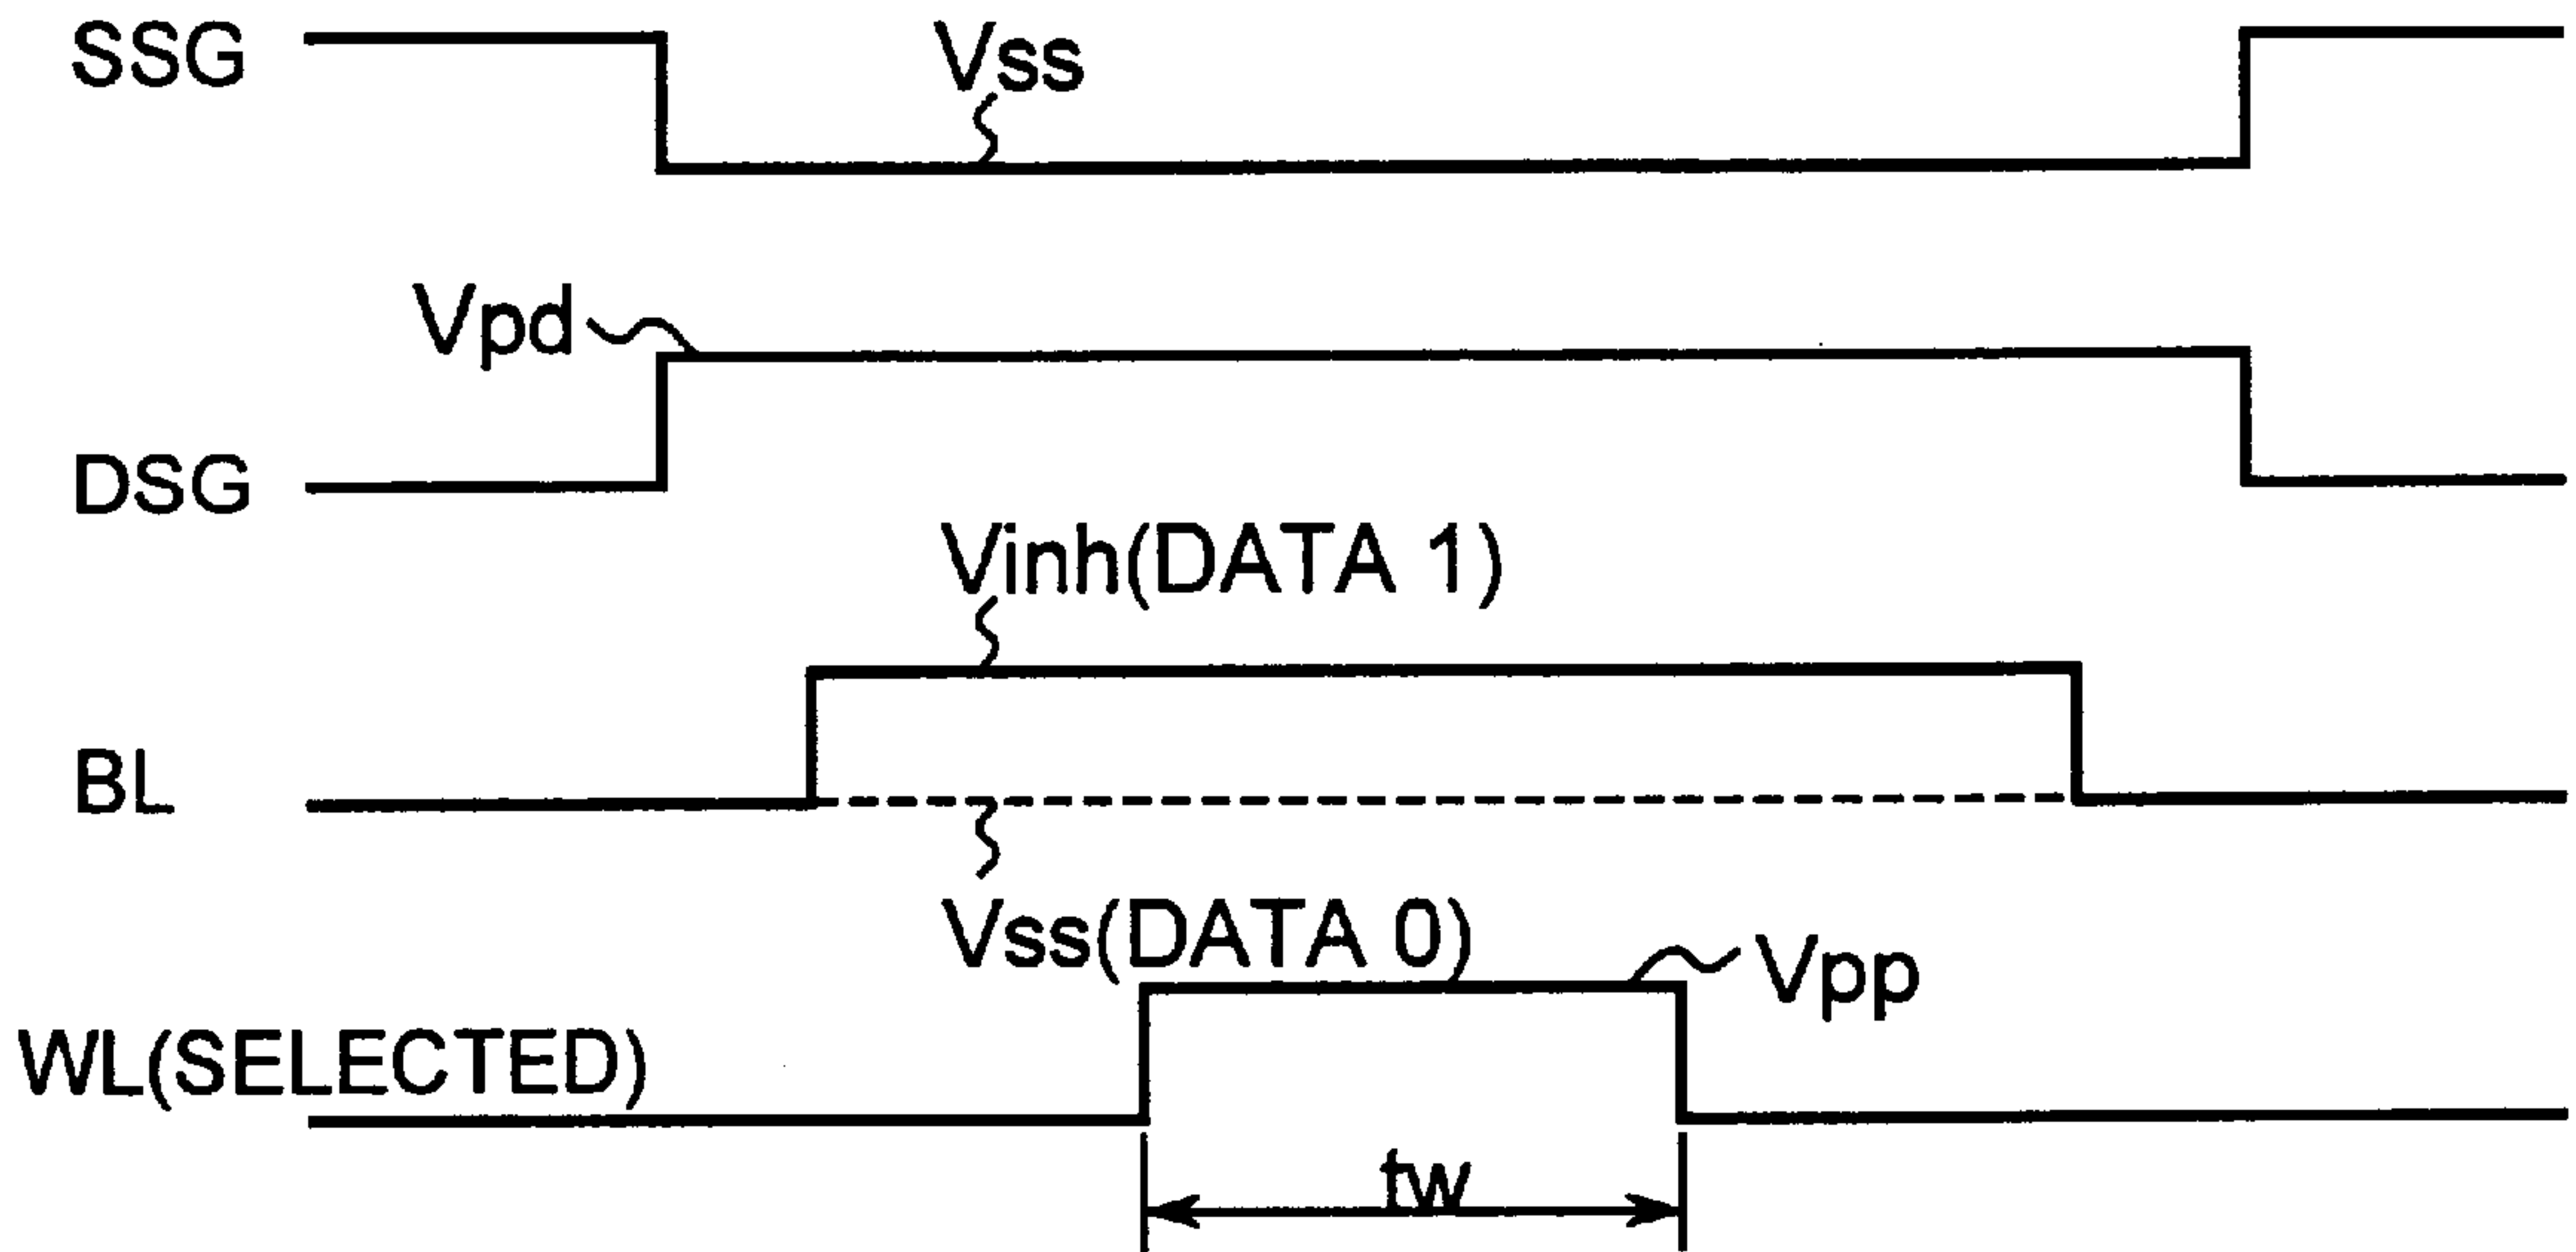 SSG
Vss
Vpd
DSG
Vinh(DATA 1)
BL
Vss(DATA 0)
Vpp
WL(SELECTED)
tw